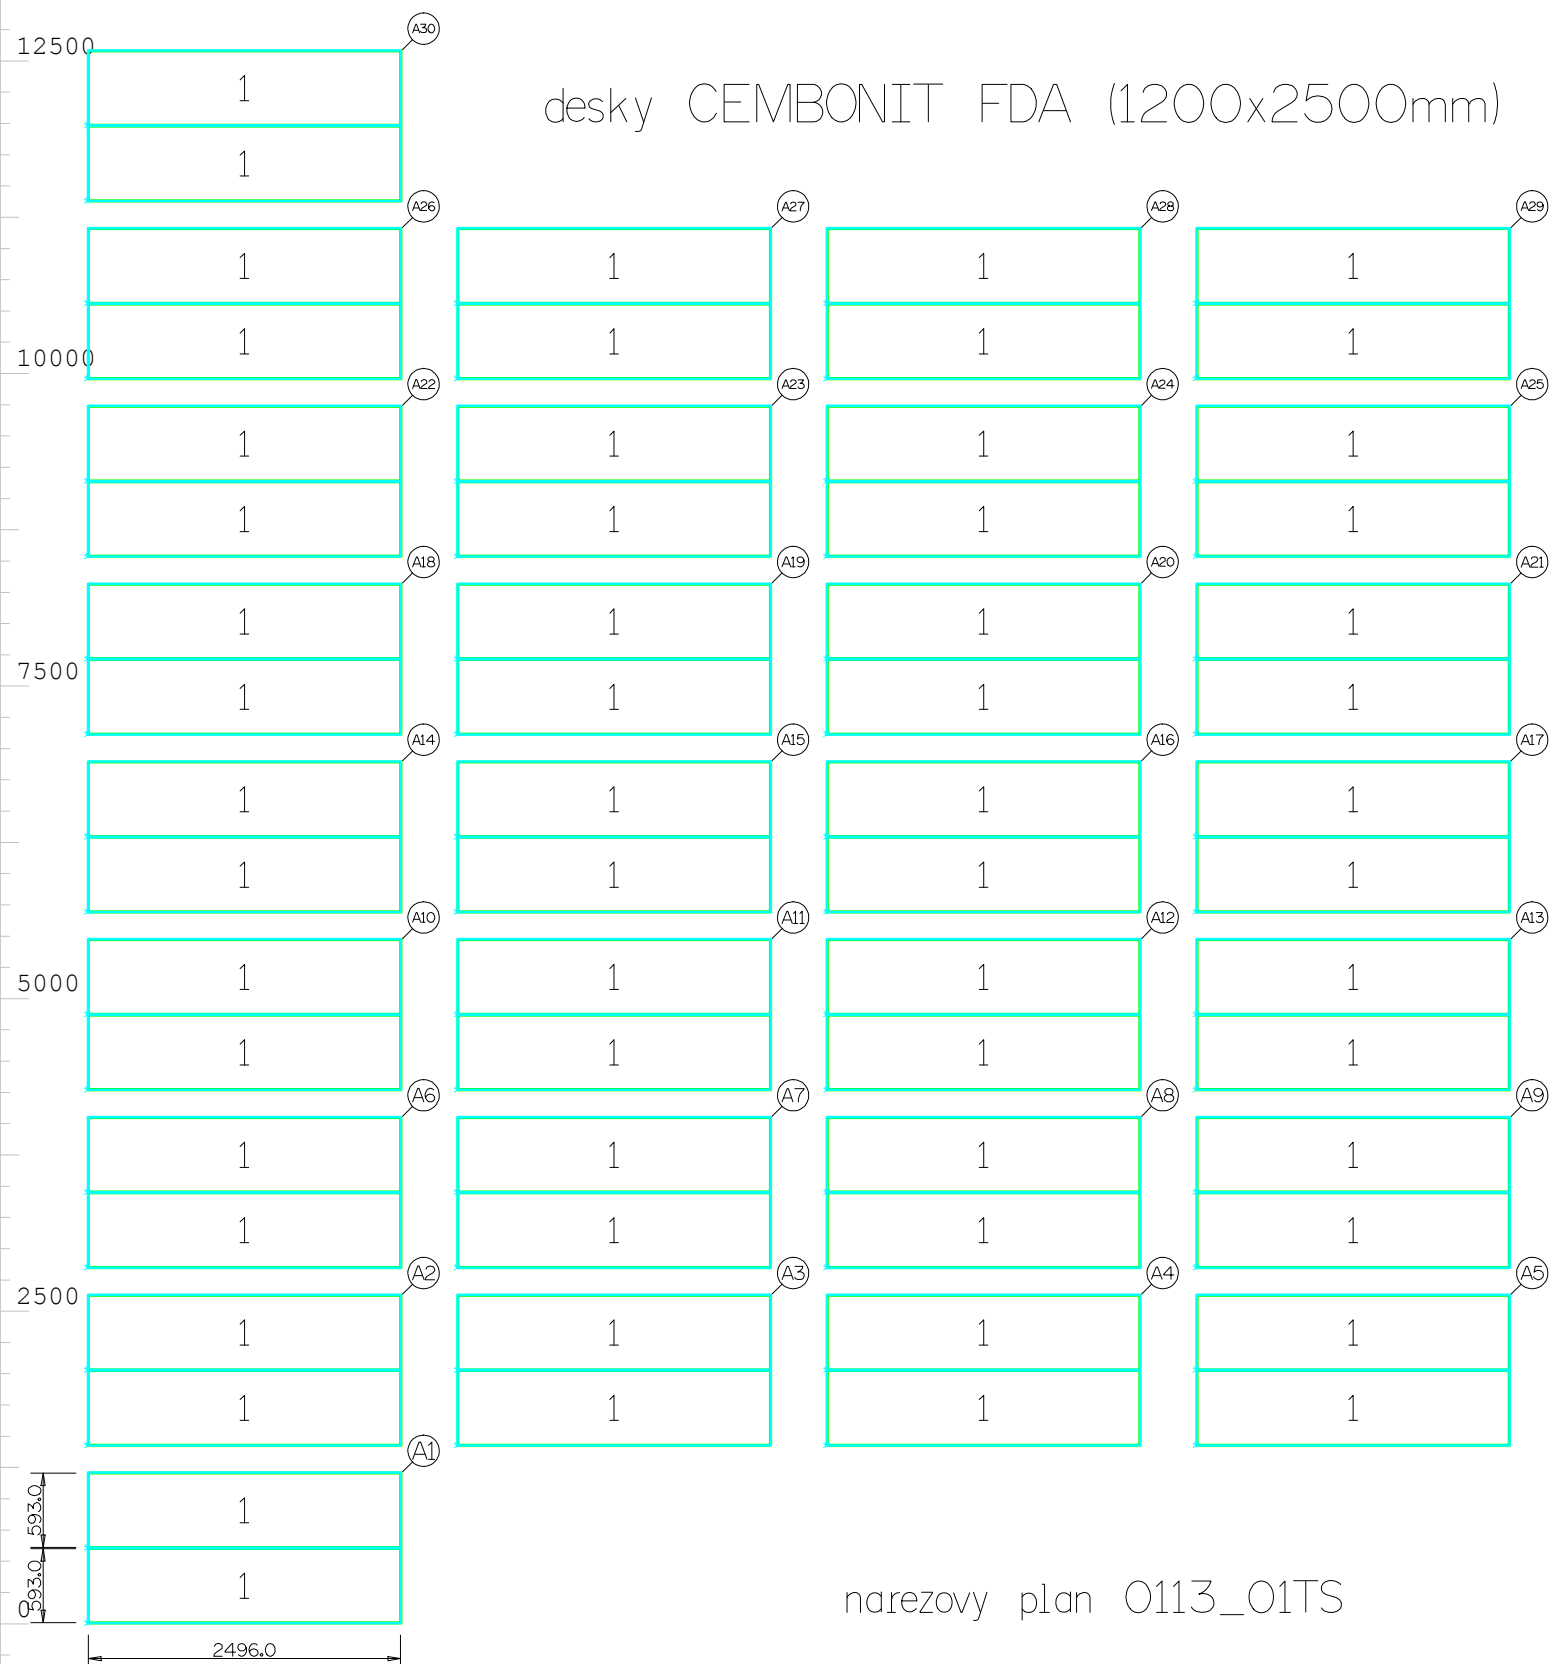 A30
12500
1
desky CEMBONIT FDA (1200x2500mm)
1
A26 A27 A28 A29
1 1 1 1
1 1 1 1
10000
A22 A23 A24 A25
1 1 1 1
1 1 1 1
A18 A19 A20 A21
1 1 1 1
7500
1 1 1 1
A14 A15 A16 A17
1 1 1 1
1 1 1 1
A10 A11 A12 A13
1 1 1 1
5000
1 1 1 1
A6 A7 A8 A9
1 1 1 1
1 1 1 1
A2 A3 A4 A5
2500
1 1 1 1
1 1 1 1
A1
593.0
1
593.0
1
narezovy plan 0113_01TS
0
2496.0